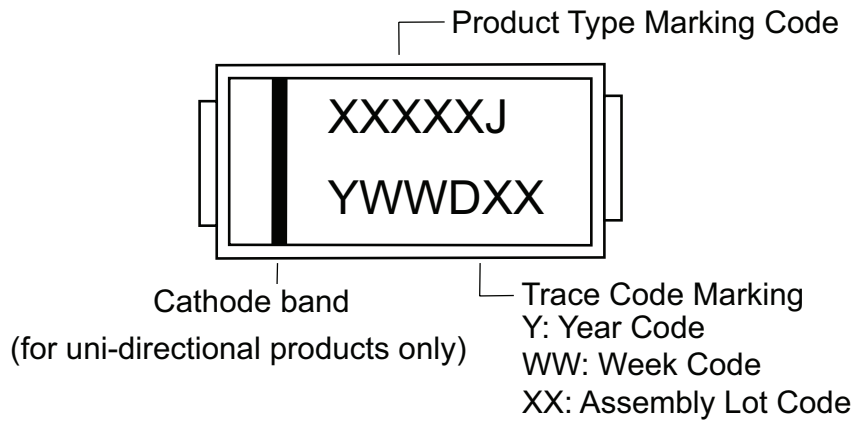 Product Type Marking Code
XXXXXJ
YWWDXX
Cathode band
(for uni-directional products only)
Trace Code Marking
Y: Year Code
WW: Week Code
XX: Assembly Lot Code